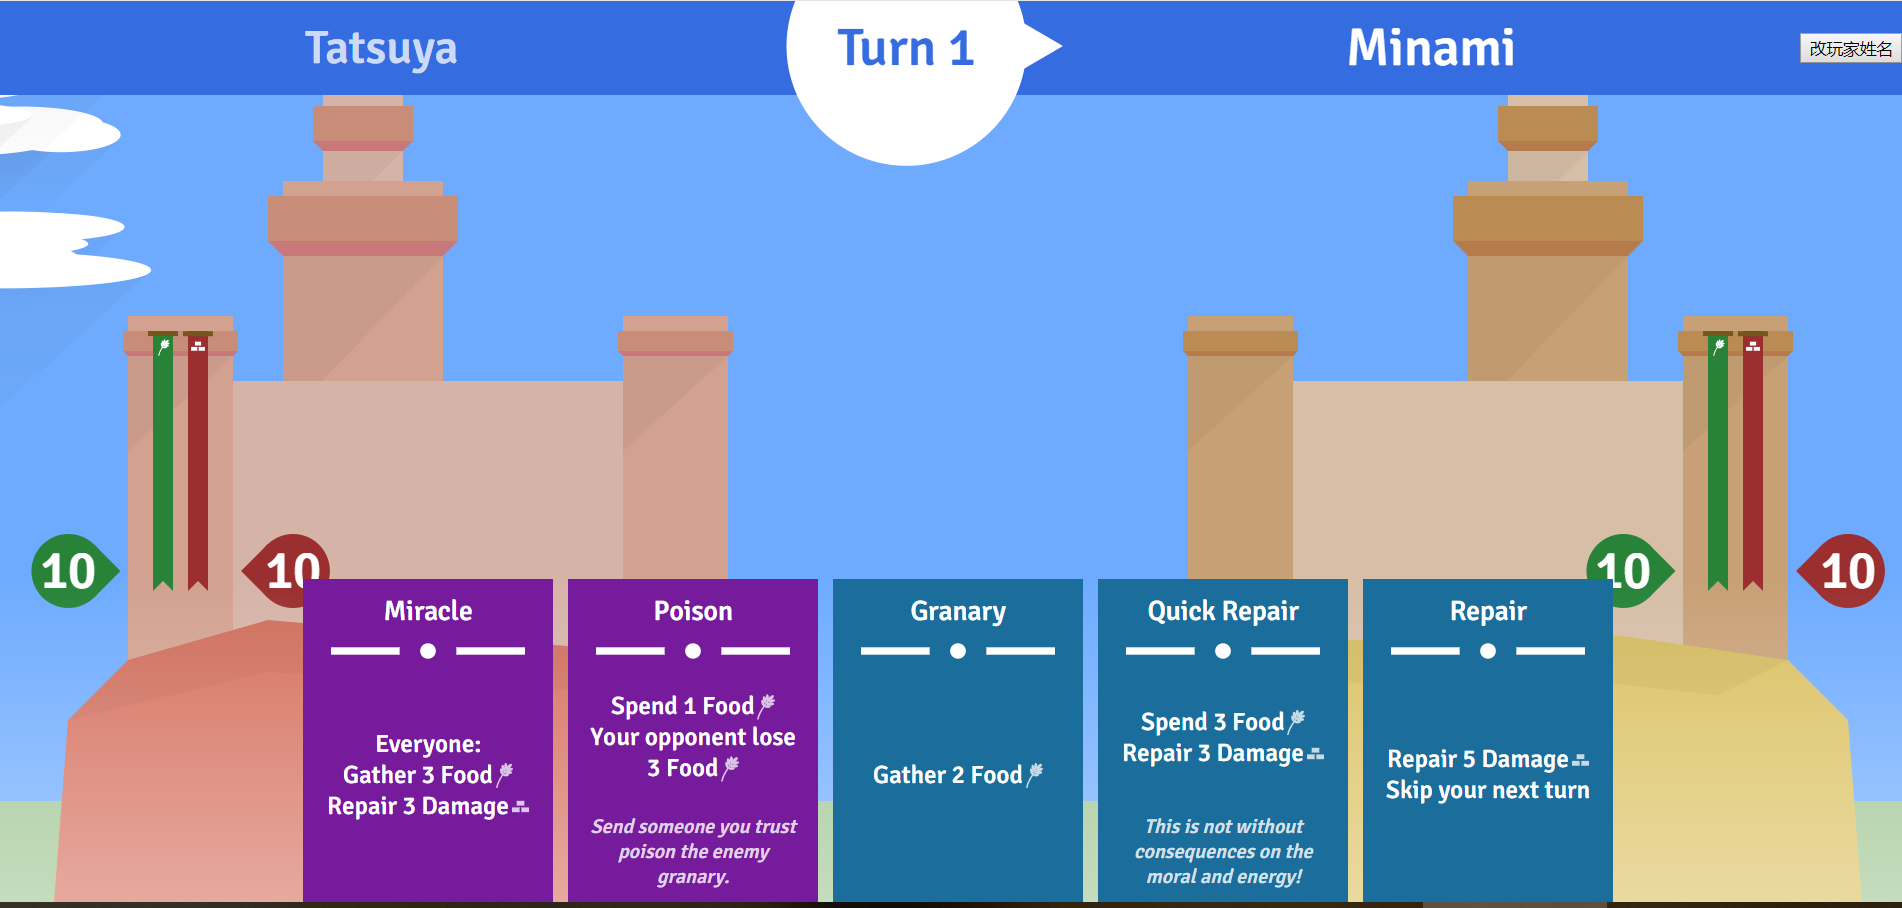 Tatsuya
Turn 1
Minami
改玩家姓名
10
10
10
10
Miracle
Everyone:
Gather 3 Food
Repair 3 Damage
Poison
Spend 1 Food
Your opponent lose
3 Food
Send someone you trust
poison the enemy
granary.
Granary
Gather 2 Food
Quick Repair
Spend 3 Food
Repair 3 Damage
This is not without
consequences on the
moral and energy!
Repair
Repair 5 Damage
Skip your next turn